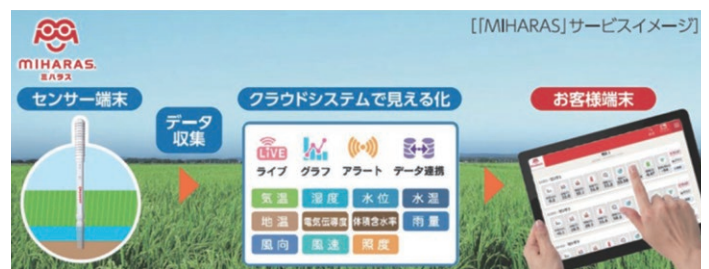 [「MIHARAS」サービスイメージ]
MIHARAS.
ミハラス
センサー端末
データ
収集
クラウドシステムで見える化
お客様端末
LIVE
ライブ グラフ アラート データ連携
気温 湿度 水位 水温
地温 電気伝導度 体積含水率 雨量
風向 風速 照度